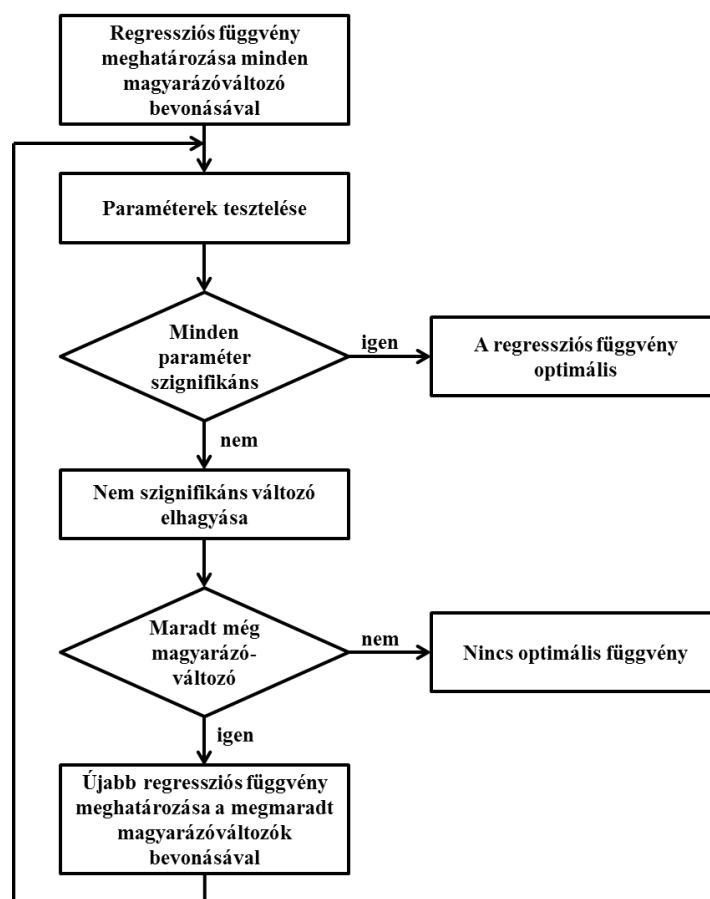 Regressziós függvény
meghatározása minden
magyarázóváltozó
bevonásával
Paraméterek tesztelése
Minden
paraméter
szignifikáns
igen
A regressziós függvény
optimális
nem
Nem szignifikáns változó
elhagyása
Maradt még
magyarázó-
változó
nem
Nincs optimális függvény
igen
Újabb regressziós függvény
meghatározása a megmaradt
magyarázóváltozók
bevonásával